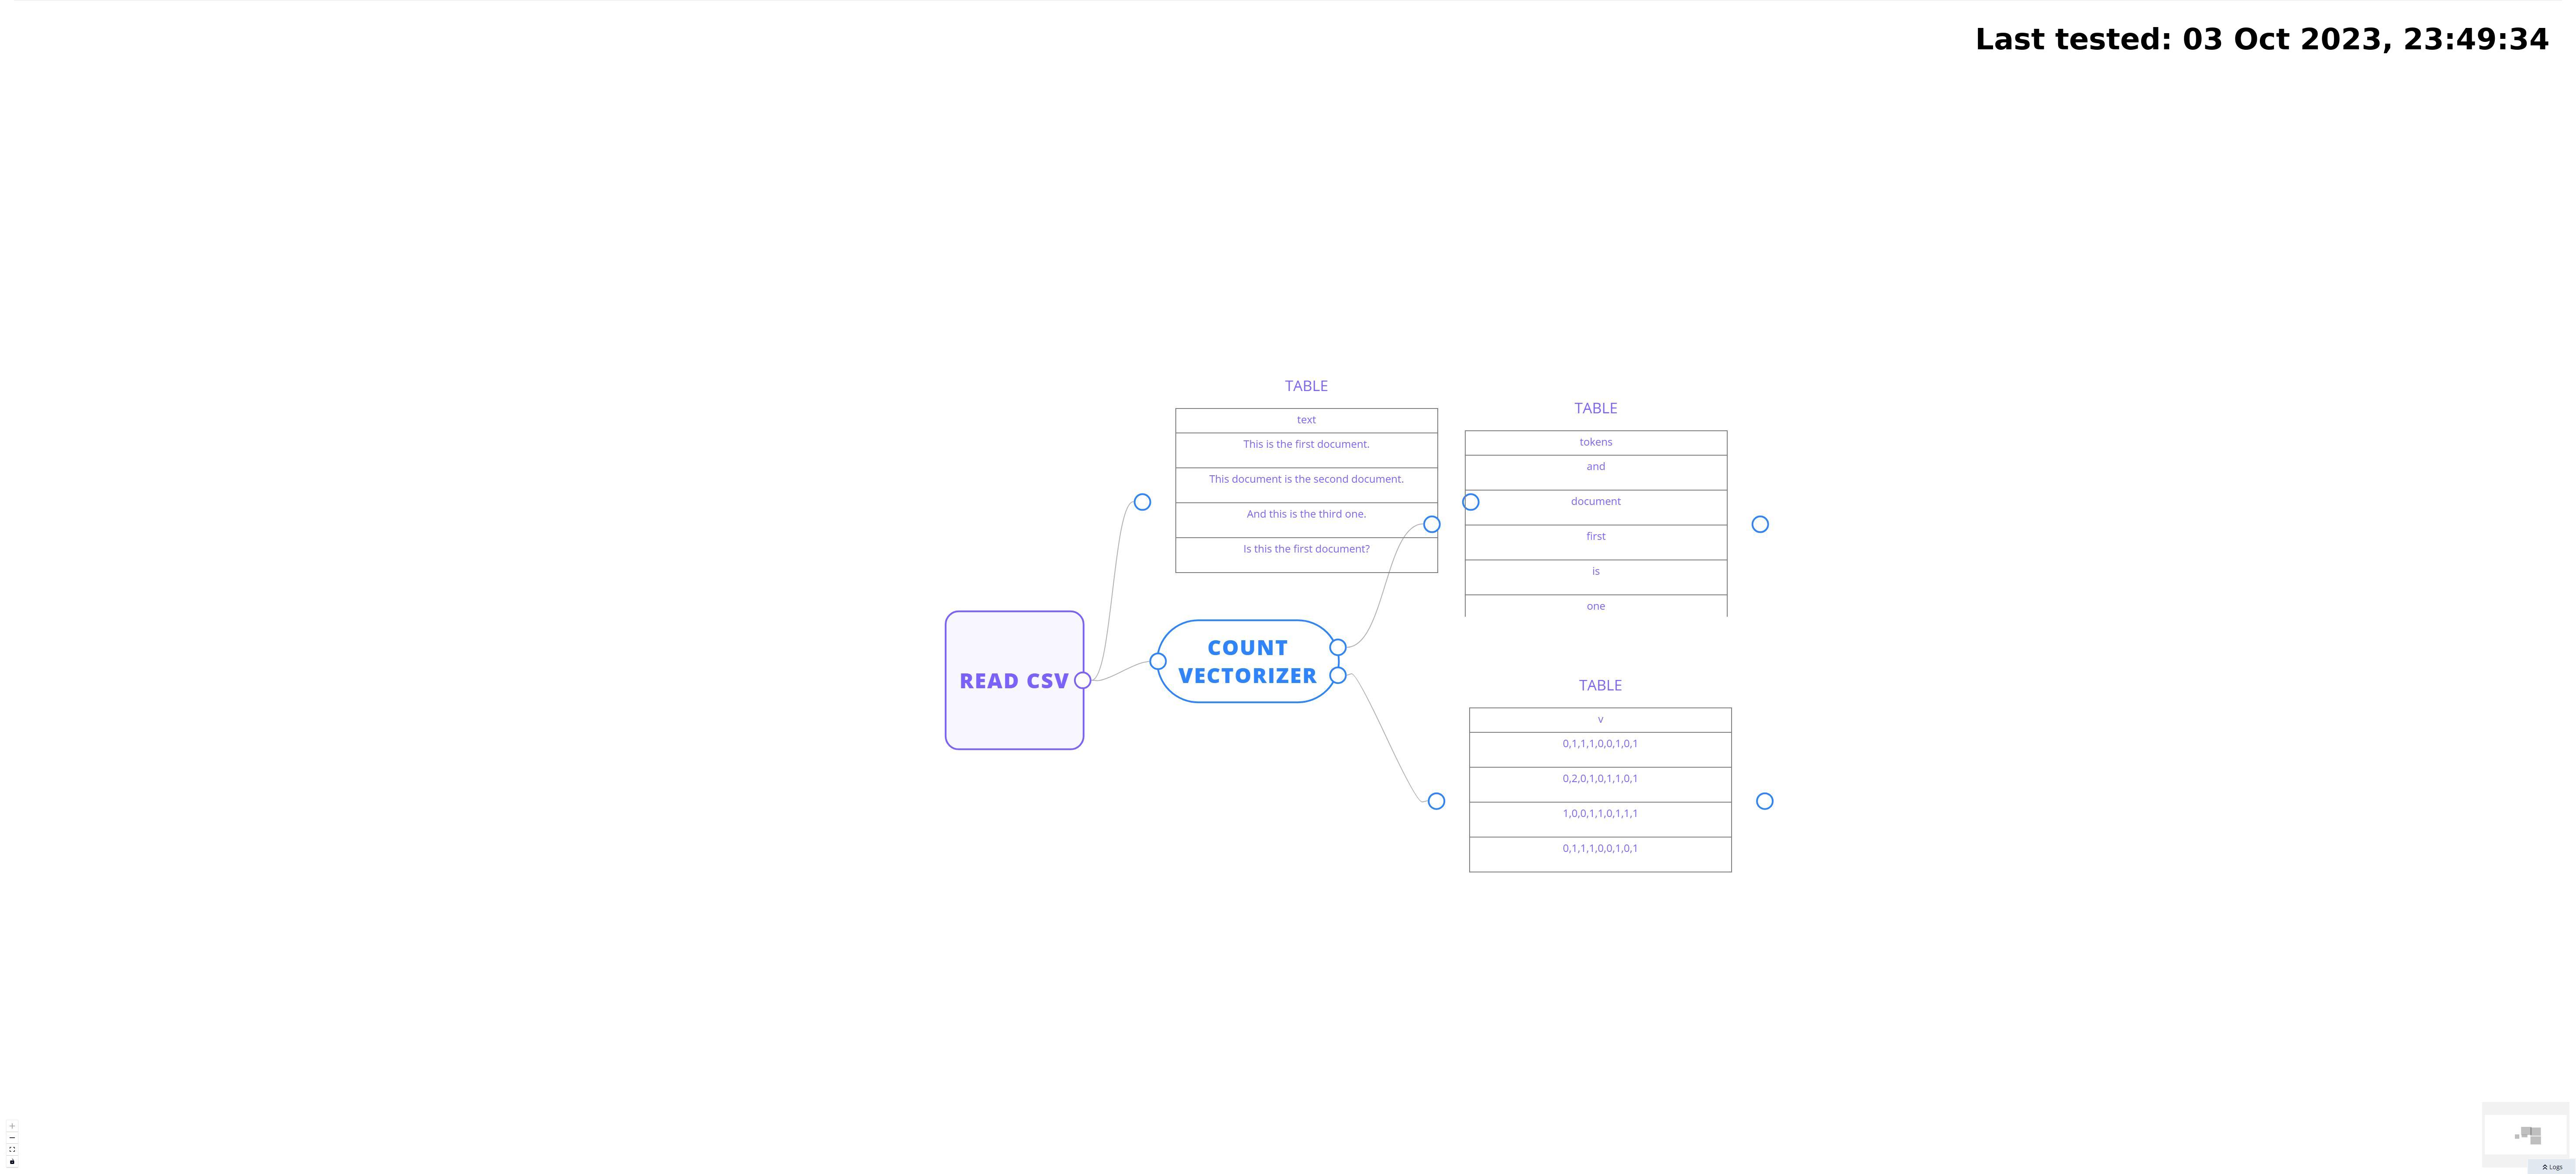 Last tested: 03 Oct 2023, 23:49:34
TABLE
text
This is the first document.
This document is the second document.
And this is the third one.
Is this the first document?
TABLE
tokens
and
document
first
is
one
READ CSV
COUNT
VECTORIZER
TABLE
v
0,1,1,1,0,0,1,0,1
0,2,0,1,0,1,1,0,1
1,0,0,1,1,0,1,1,1
0,1,1,1,0,0,1,0,1
Logs